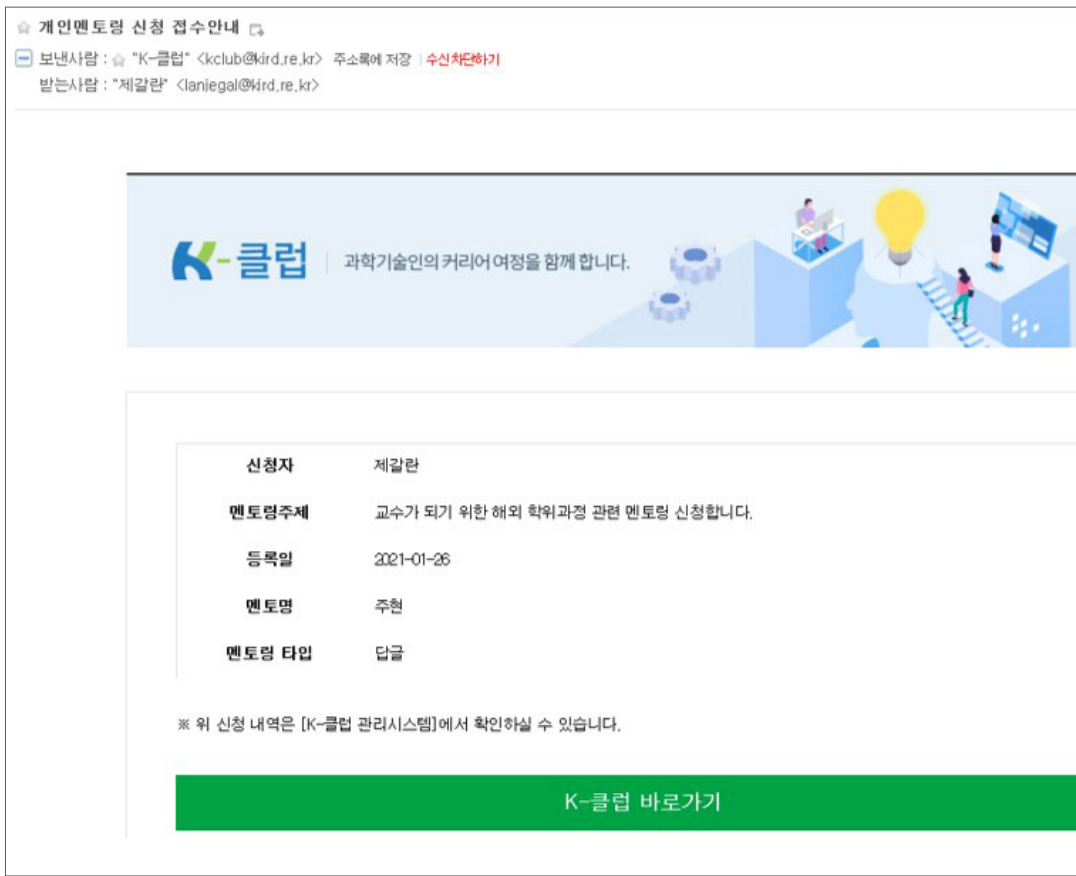 개인멘토링 신청 접수안내
보낸사람 : "K-클럽" <kclub@kird.re.kr> 주소록에 저장 | 수신차단하기
받는사람 : "제갈란" <lanjegal@kird.re.kr>
K-클럽 | 과학기술인의 커리어 여정을 함께 합니다.
신청자 제갈란
멘토링주제 교수가 되기 위한 해외 학위과정 관련 멘토링 신청합니다.
등록일 2021-01-26
멘토명 주현
멘토링 타입 답글
※ 위 신청 내역은 [K-클럽 관리시스템]에서 확인하실 수 있습니다.
K-클럽 바로가기